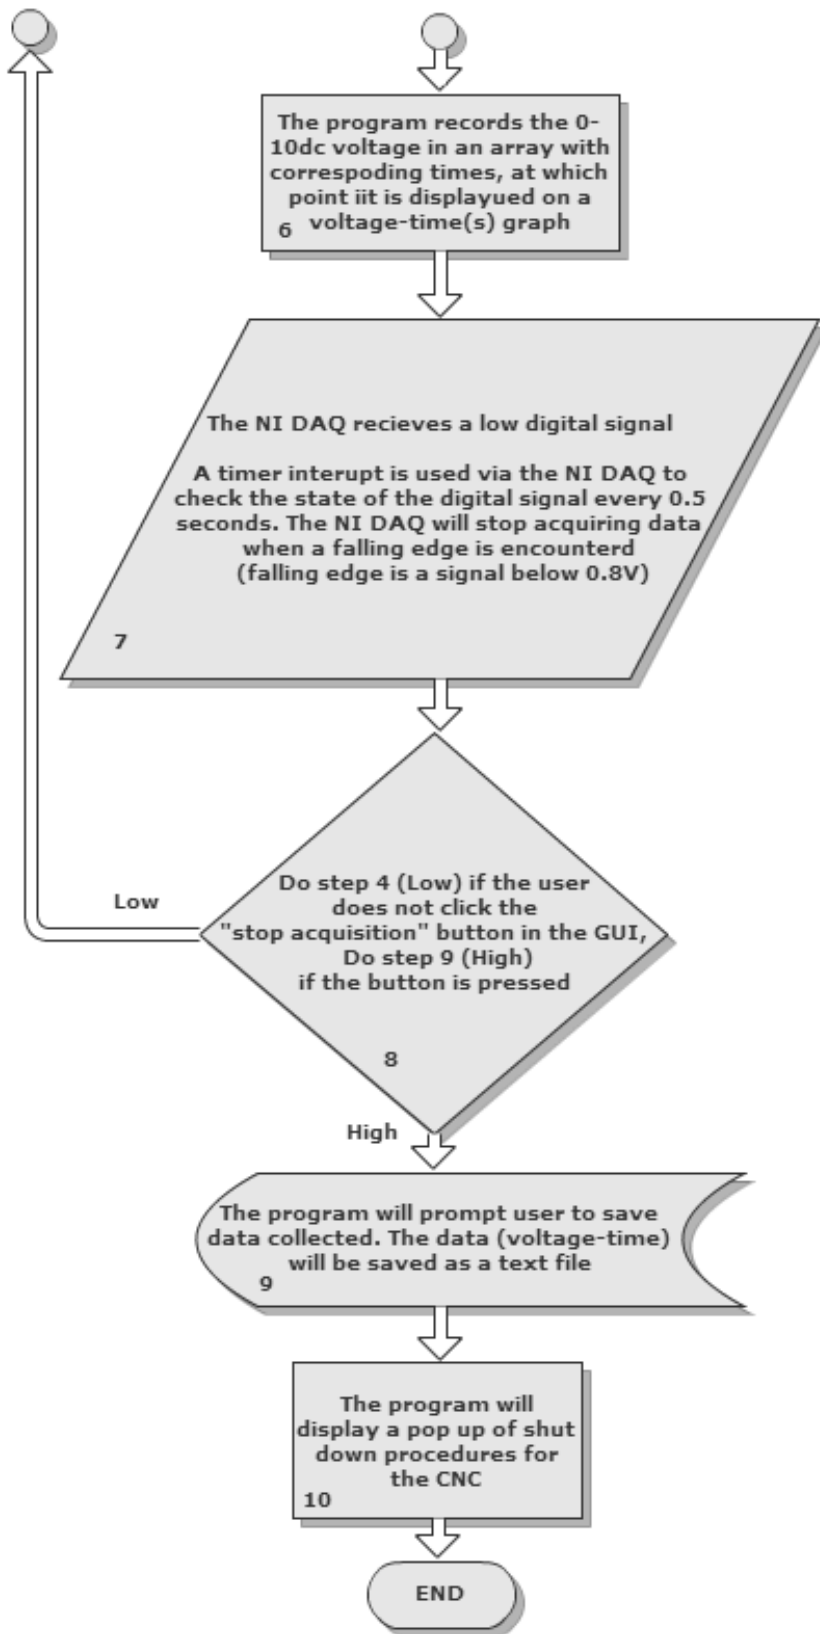 The program records the 0-
10dc voltage in an array with
correspoding times, at which
point iit is displayued on a
voltage-time(s) graph
6
The NI DAQ recieves a low digital signal
A timer interupt is used via the NI DAQ to
check the state of the digital signal every 0.5
seconds. The NI DAQ will stop acquiring data
when a falling edge is encounterd
(falling edge is a signal below 0.8V)
7
Low
Do step 4 (Low) if the user
does not click the
"stop acquisition" button in the GUI,
Do step 9 (High)
if the button is pressed
8
High
The program will prompt user to save
data collected. The data (voltage-time)
will be saved as a text file
9
The program will
display a pop up of shut
down procedures for
the CNC
10
END